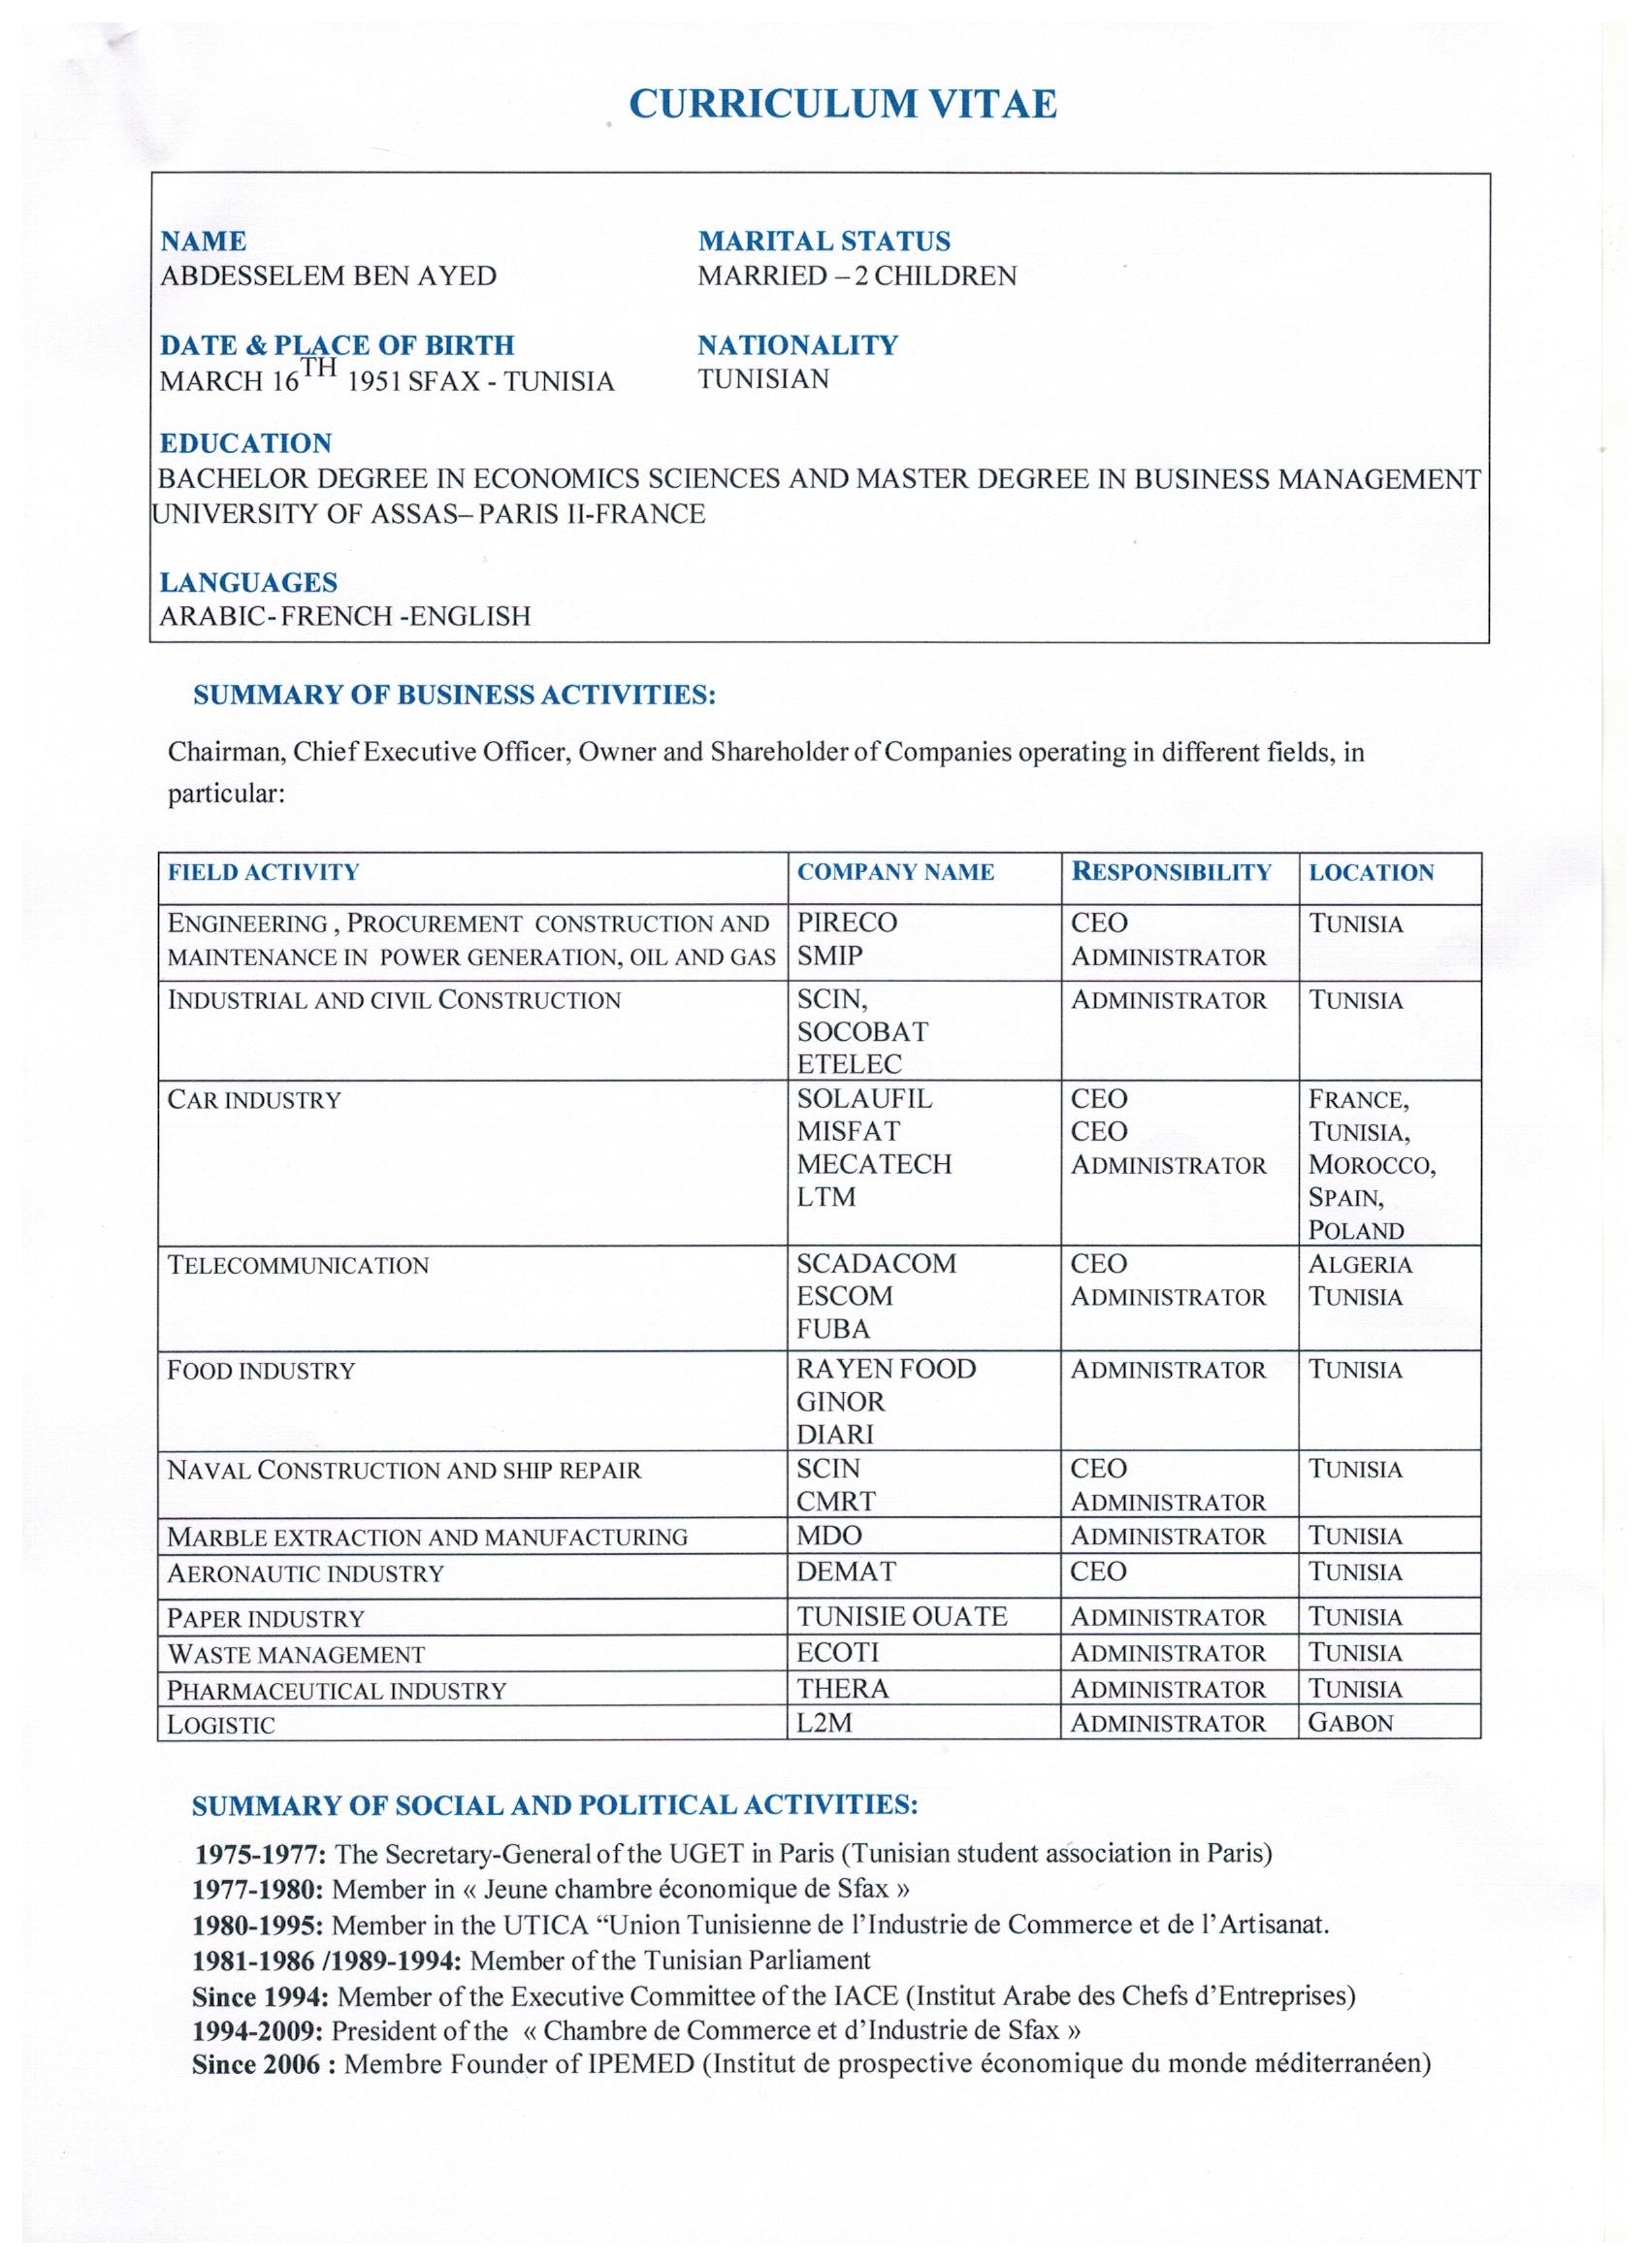 CURRICULUM VITAE
NAME
ABDESSELEM BEN AYED
MARITAL STATUS
MARRIED – 2 CHILDREN
DATE & PLACE OF BIRTH
MARCH 16TH 1951 SFAX - TUNISIA
NATIONALITY
TUNISIAN
EDUCATION
BACHELOR DEGREE IN ECONOMICS SCIENCES AND MASTER DEGREE IN BUSINESS MANAGEMENT
UNIVERSITY OF ASSAS– PARIS II-FRANCE
LANGUAGES
ARABIC- FRENCH -ENGLISH
SUMMARY OF BUSINESS ACTIVITIES:
Chairman, Chief Executive Officer, Owner and Shareholder of Companies operating in different fields, in
particular:
FIELD ACTIVITY COMPANY NAME RESPONSIBILITY LOCATION
ENGINEERING , PROCUREMENT CONSTRUCTION AND PIRECO CEO TUNISIA
MAINTENANCE IN POWER GENERATION, OIL AND GAS SMIP ADMINISTRATOR
INDUSTRIAL AND CIVIL CONSTRUCTION SCIN, ADMINISTRATOR TUNISIA
SOCOBAT
ETELEC
CAR INDUSTRY SOLAUFIL CEO FRANCE,
MISFAT CEO TUNISIA,
MECATECH ADMINISTRATOR MOROCCO,
LTM SPAIN,
POLAND
TELECOMMUNICATION SCADACOM CEO ALGERIA
ESCOM ADMINISTRATOR TUNISIA
FUBA
FOOD INDUSTRY RAYEN FOOD ADMINISTRATOR TUNISIA
GINOR
DIARI
NAVAL CONSTRUCTION AND SHIP REPAIR SCIN CEO TUNISIA
CMRT ADMINISTRATOR
MARBLE EXTRACTION AND MANUFACTURING MDO ADMINISTRATOR TUNISIA
AERONAUTIC INDUSTRY DEMAT CEO TUNISIA
PAPER INDUSTRY TUNISIE OUATE ADMINISTRATOR TUNISIA
WASTE MANAGEMENT ECOTI ADMINISTRATOR TUNISIA
PHARMACEUTICAL INDUSTRY THERA ADMINISTRATOR TUNISIA
LOGISTIC L2M ADMINISTRATOR GABON
SUMMARY OF SOCIAL AND POLITICAL ACTIVITIES:
1975-1977: The Secretary-General of the UGET in Paris (Tunisian student association in Paris)
1977-1980: Member in « Jeune chambre économique de Sfax »
1980-1995: Member in the UTICA “Union Tunisienne de l’Industrie de Commerce et de l’Artisanat.
1981-1986 /1989-1994: Member of the Tunisian Parliament
Since 1994: Member of the Executive Committee of the IACE (Institut Arabe des Chefs d’Entreprises)
1994-2009: President of the « Chambre de Commerce et d’Industrie de Sfax »
Since 2006 : Membre Founder of IPEMED (Institut de prospective économique du monde méditerranéen)